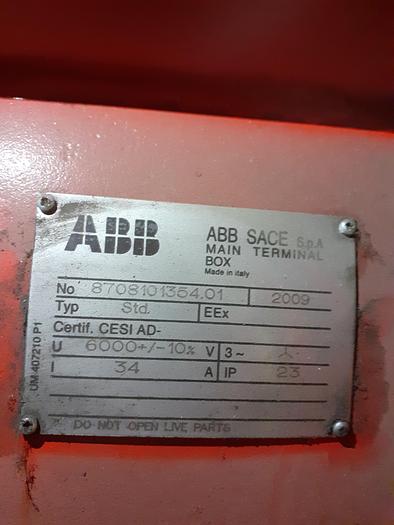 ABB
ABB SACE S.p.A
MAIN TERMINAL
BOX
Made in Italy
No 8708101354.01 2009
Typ Std. EEx
Certif. CESI AD-
U 6000+/-10% V 3~
I 34 A IP 23
DO NOT OPEN LIVE PARTS
UM 407210 P1